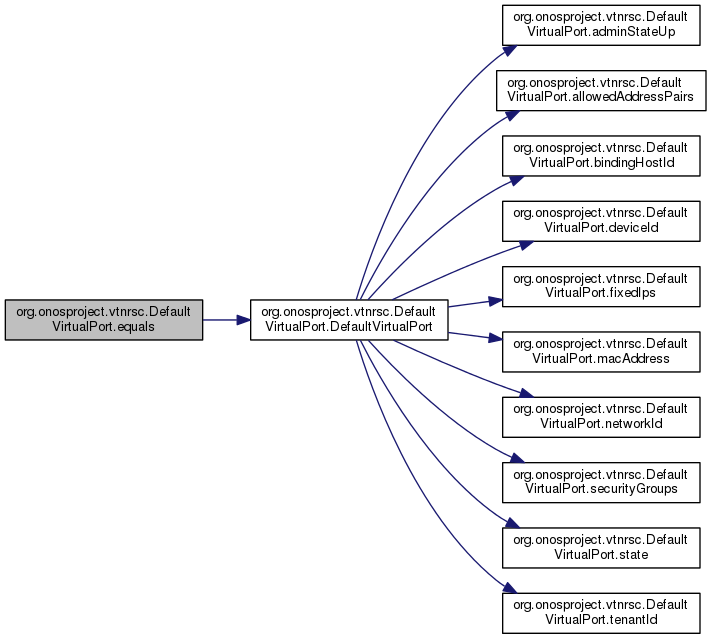 org.onosproject.vtnrsc.Default
VirtualPort.equals
org.onosproject.vtnrsc.Default
VirtualPort.DefaultVirtualPort
org.onosproject.vtnrsc.Default
VirtualPort.adminStateUp
org.onosproject.vtnrsc.Default
VirtualPort.allowedAddressPairs
org.onosproject.vtnrsc.Default
VirtualPort.bindingHostId
org.onosproject.vtnrsc.Default
VirtualPort.deviceId
org.onosproject.vtnrsc.Default
VirtualPort.fixedIps
org.onosproject.vtnrsc.Default
VirtualPort.macAddress
org.onosproject.vtnrsc.Default
VirtualPort.networkId
org.onosproject.vtnrsc.Default
VirtualPort.securityGroups
org.onosproject.vtnrsc.Default
VirtualPort.state
org.onosproject.vtnrsc.Default
VirtualPort.tenantId